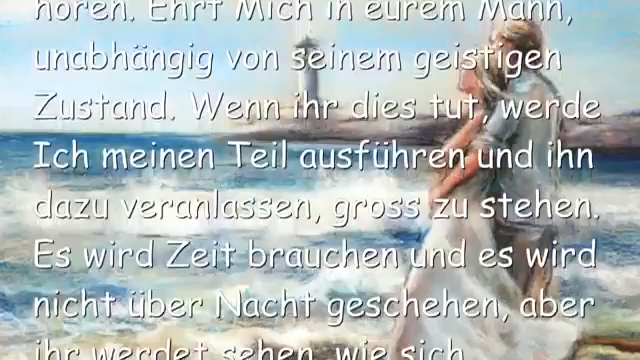 hören. Ehrt Mich in eurem Mann,
unabhängig von seinem geistigen
Zustand. Wenn ihr dies tut, werde
Ich meinen Teil ausführen und ihn
dazu veranlassen, gross zu stehen.
Es wird Zeit brauchen und es wird
nicht über Nacht geschehen, aber
ihr werdet sehen, wie sich